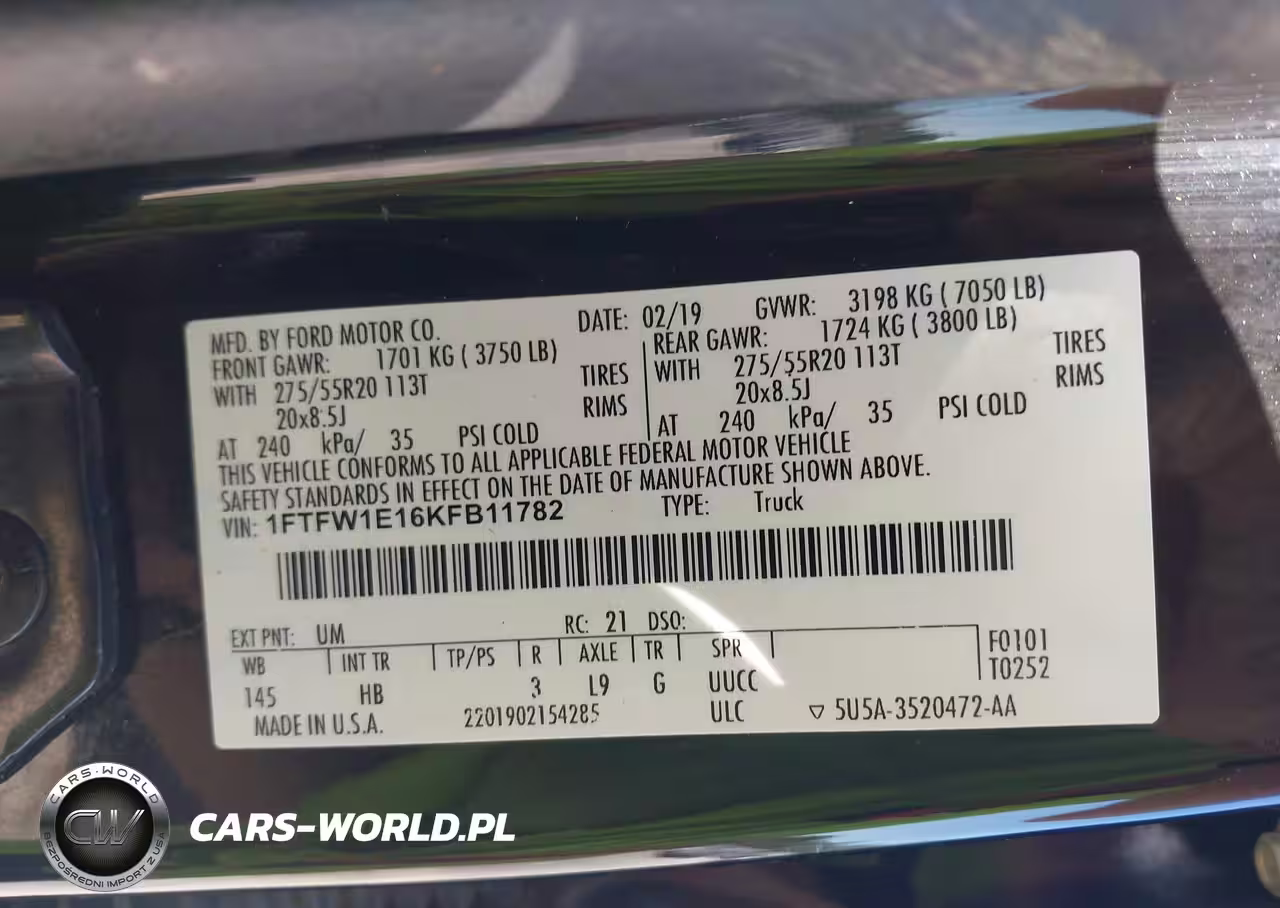 MFD. BY FORD MOTOR CO. DATE: 02/19 GVWR: 3198 KG ( 7050 LB)
FRONT GAWR: 1701 KG ( 3750 LB) REAR GAWR: 1724 KG ( 3800 LB)
WITH 275/55R20 113T TIRES WITH 275/55R20 113T TIRES
20x8.5J RIMS 20x8.5J RIMS
AT 240 kPa/ 35 PSI COLD AT 240 kPa/ 35 PSI COLD
THIS VEHICLE CONFORMS TO ALL APPLICABLE FEDERAL MOTOR VEHICLE
SAFETY STANDARDS IN EFFECT ON THE DATE OF MANUFACTURE SHOWN ABOVE.
VIN: 1FTFW1E16KFB11782 TYPE: Truck
EXT PNT: UM RC: 21 DSO:
WB INT TR TP/PS R AXLE TR SPR F0101
145 HB 3 L9 G UUCC T0252
MADE IN U.S.A. 2201902154285 ULC ▽ 5U5A-3520472-AA
CARS-WORLD
CW
BEZPOŚREDNI IMPORT Z USA
CARS-WORLD.PL